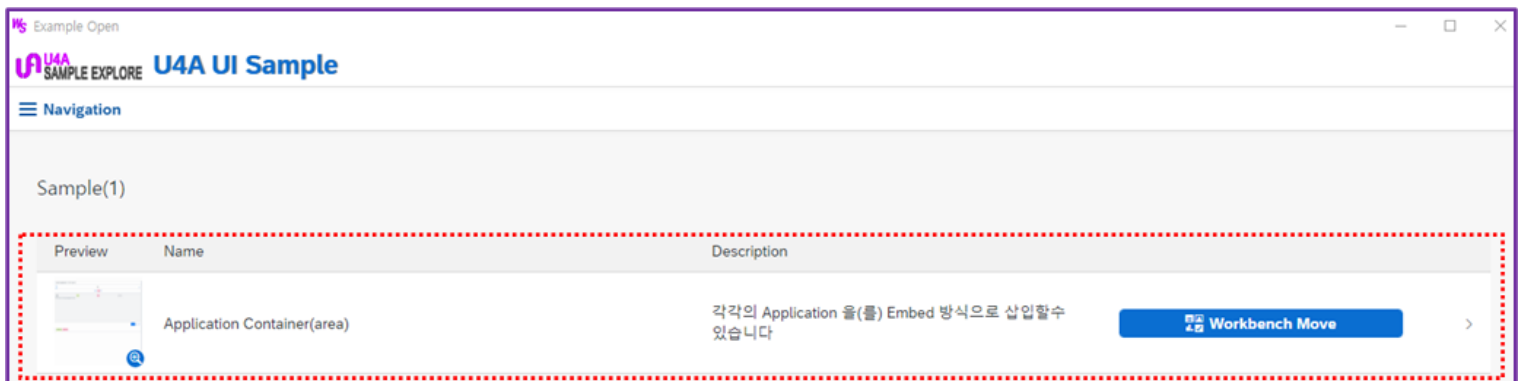 WS Example Open
U4A
SAMPLE EXPLORE U4A UI Sample
Navigation
Sample(1)
Preview Name Description
Application Container(area)
각각의 Application 을(를) Embed 방식으로 삽입할수
있습니다
Workbench Move